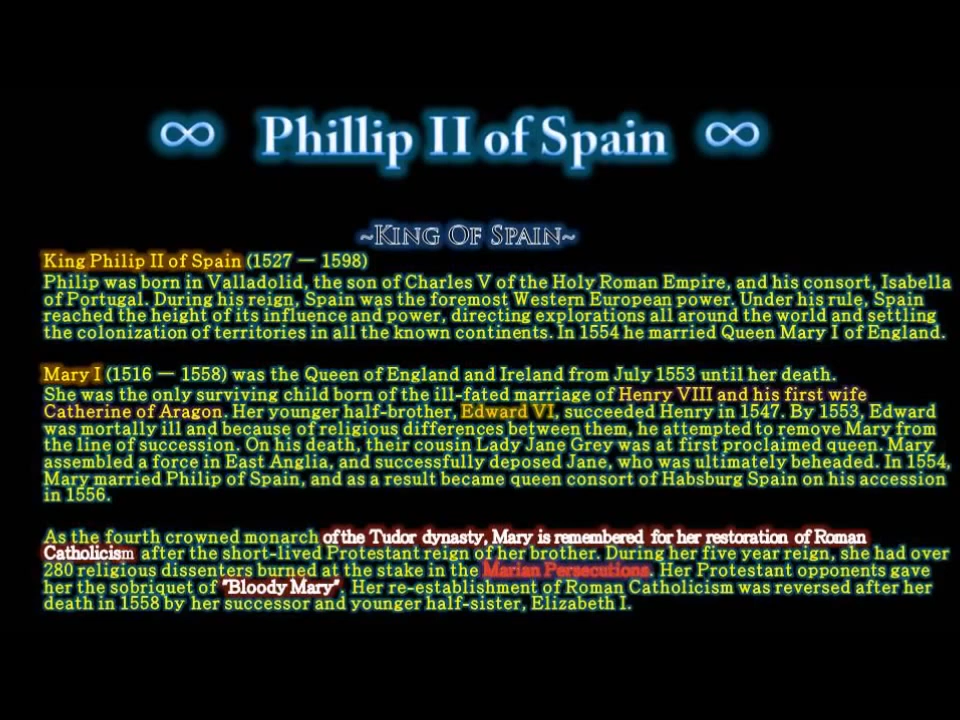 ∞ Phillip II of Spain ∞
~King Of Spain~
King Philip II of Spain (1527 — 1598)
Philip was born in Valladolid, the son of Charles V of the Holy Roman Empire, and his consort, Isabella
of Portugal. During his reign, Spain was the foremost Western European power. Under his rule, Spain
reached the height of its influence and power, directing explorations all around the world and settling
the colonization of territories in all the known continents. In 1554 he married Queen Mary I of England.
Mary I (1516 — 1558) was the Queen of England and Ireland from July 1553 until her death.
She was the only surviving child born of the ill-fated marriage of Henry VIII and his first wife
Catherine of Aragon. Her younger half-brother, Edward VI, succeeded Henry in 1547. By 1553, Edward
was mortally ill and because of religious differences between them, he attempted to remove Mary from
the line of succession. On his death, their cousin Lady Jane Grey was at first proclaimed queen. Mary
assembled a force in East Anglia, and successfully deposed Jane, who was ultimately beheaded. In 1554,
Mary married Philip of Spain, and as a result became queen consort of Habsburg Spain on his accession
in 1556.
As the fourth crowned monarch of the Tudor dynasty, Mary is remembered for her restoration of Roman
Catholicism after the short-lived Protestant reign of her brother. During her five year reign, she had over
280 religious dissenters burned at the stake in the Marian Persecutions. Her Protestant opponents gave
her the sobriquet of "Bloody Mary". Her re-establishment of Roman Catholicism was reversed after her
death in 1558 by her successor and younger half-sister, Elizabeth I.